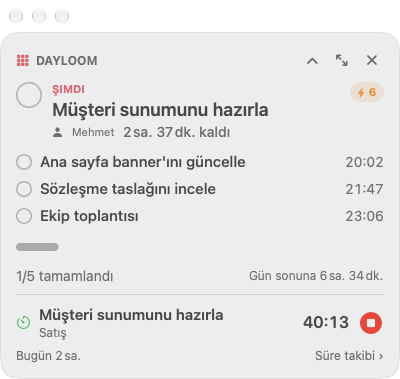 DAYLOOM
ŞIMDI
6
Müşteri sunumunu hazırla
Mehmet 2 sa. 37 dk. kaldı
Ana sayfa banner'ını güncelle 20:02
Sözleşme taslağını incele 21:47
Ekip toplantısı 23:06
1/5 tamamlandı Gün sonuna 6 sa. 34 dk.
Müşteri sunumunu hazırla 40:13
Satış
Bugün 2 sa. Süre takibi ›